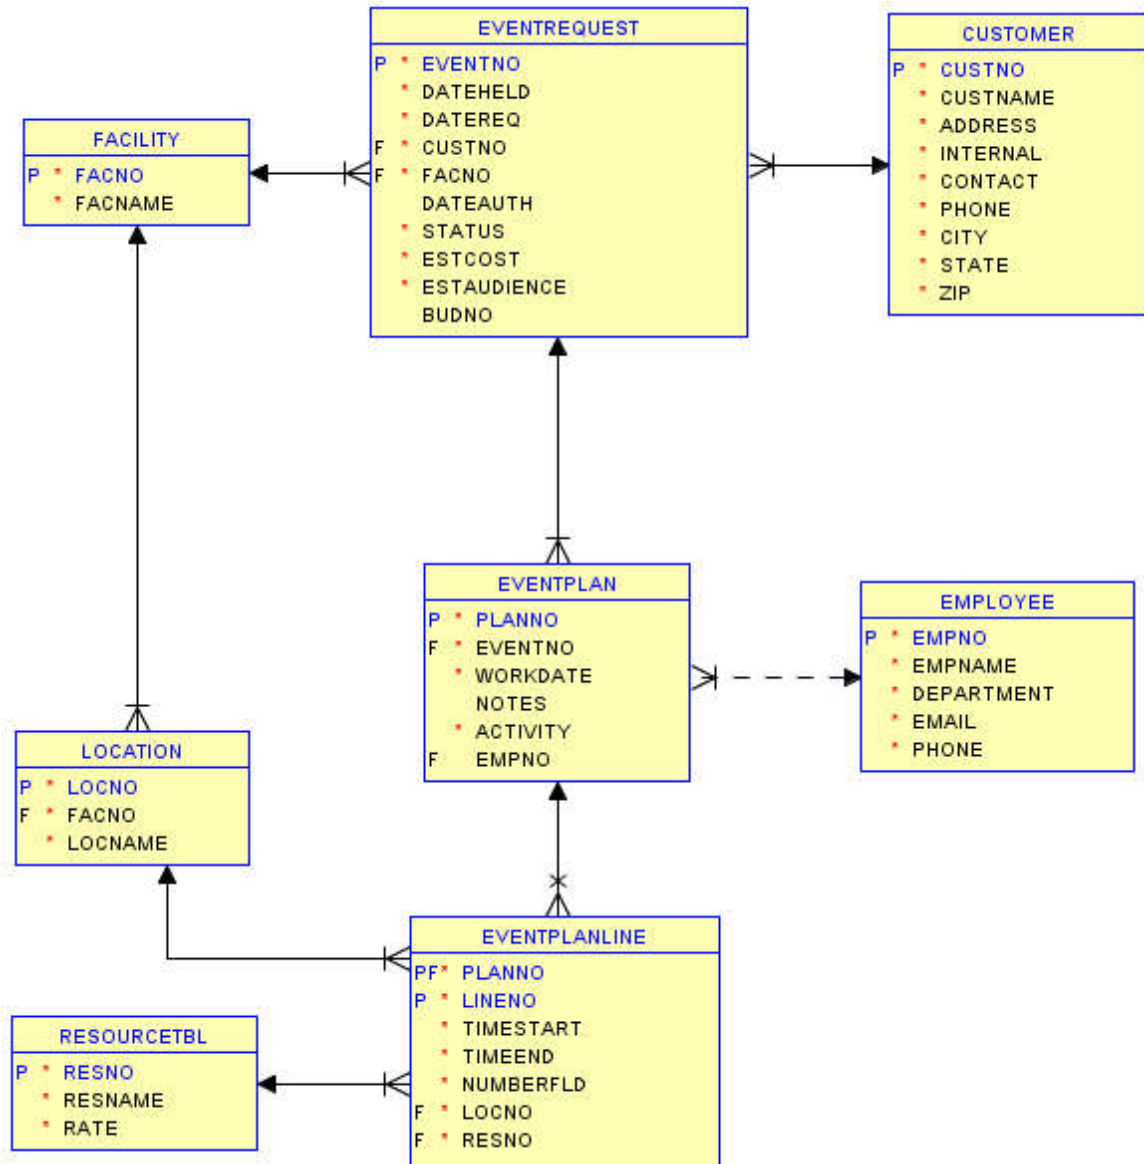 EVENTREQUEST
P * EVENTNO
* DATEHELD
* DATEREQ
F * CUSTNO
F * FACNO
DATEAUTH
* STATUS
* ESTCOST
* ESTAUDIENCE
BUDNO
CUSTOMER
P * CUSTNO
* CUSTNAME
* ADDRESS
* INTERNAL
* CONTACT
* PHONE
* CITY
* STATE
* ZIP
FACILITY
P * FACNO
* FACNAME
EVENTPLAN
P * PLANNO
F * EVENTNO
* WORKDATE
NOTES
* ACTIVITY
F EMPNO
EMPLOYEE
P * EMPNO
* EMPNAME
* DEPARTMENT
* EMAIL
* PHONE
LOCATION
P * LOCNO
F * FACNO
* LOCNAME
EVENTPLANLINE
PF* PLANNO
P * LINENO
* TIMESTART
* TIMEEND
* NUMBERFLD
F * LOCNO
F * RESNO
RESOURCETBL
P * RESNO
* RESNAME
* RATE